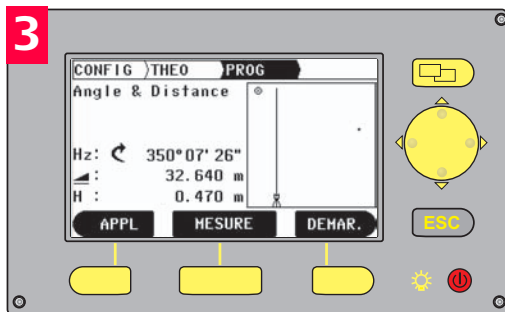 3
CONFIG THEO PROG
Angle & Distance
Hz: 350°07'26"
: 32.640 m
H : 0.470 m
APPL MESURE DEMAR.
ESC